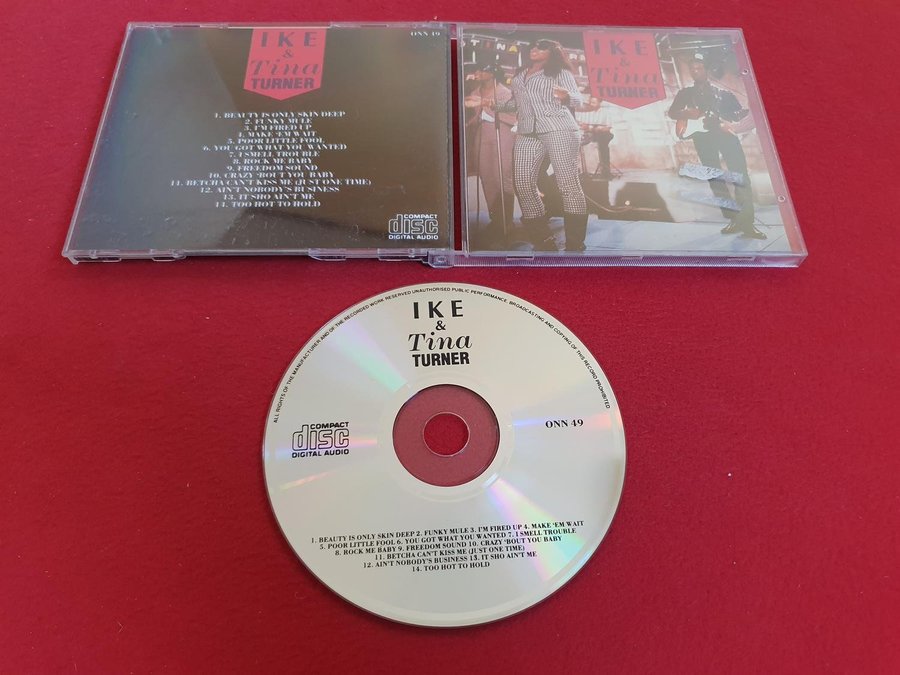 ONN 49
IKE
&
Tina
TURNER
1. BEAUTY IS ONLY SKIN DEEP
2. FUNKY MULE
3. I'M FIRED UP
4. MAKE 'EM WAIT
5. POOR LITTLE FOOL
6. YOU GOT WHAT YOU WANTED
7. I SMELL TROUBLE
8. ROCK ME BABY
9. FREEDOM SOUND
10. CRAZY 'BOUT YOU BABY
11. BETCHA CAN'T KISS ME (JUST ONE TIME)
12. AIN'T NOBODY'S BUSINESS
13. IT SHO AIN'T ME
14. TOO HOT TO HOLD
COMPACT
disc
DIGITAL AUDIO
IKE
&
Tina
TURNER
ALL RIGHTS OF THE MANUFACTURER AND OF THE RECORDED WORK RESERVED UNAUTHORISED PUBLIC PERFORMANCE, BROADCASTING AND COPYING OF THIS RECORD PROHIBITED
IKE
&
Tina
TURNER
COMPACT
disc
DIGITAL AUDIO
ONN 49
1. BEAUTY IS ONLY SKIN DEEP 2. FUNKY MULE 3. I'M FIRED UP 4. MAKE 'EM WAIT
5. POOR LITTLE FOOL 6. YOU GOT WHAT YOU WANTED 7. I SMELL TROUBLE
8. ROCK ME BABY 9. FREEDOM SOUND 10. CRAZY 'BOUT YOU BABY
11. BETCHA CAN'T KISS ME (JUST ONE TIME)
12. AIN'T NOBODY'S BUSINESS 13. IT SHO AIN'T ME
14. TOO HOT TO HOLD